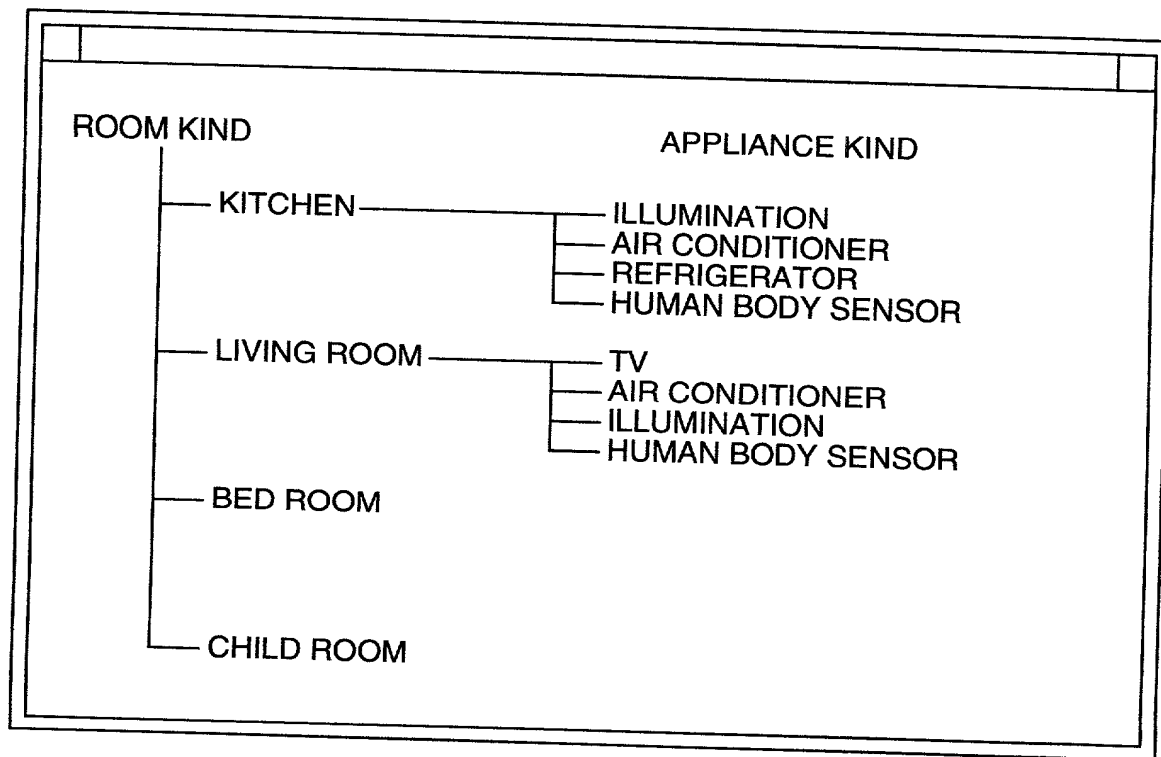 ROOM KIND
APPLIANCE KIND
KITCHEN
ILLUMINATION
AIR CONDITIONER
REFRIGERATOR
HUMAN BODY SENSOR
LIVING ROOM
TV
AIR CONDITIONER
ILLUMINATION
HUMAN BODY SENSOR
BED ROOM
CHILD ROOM